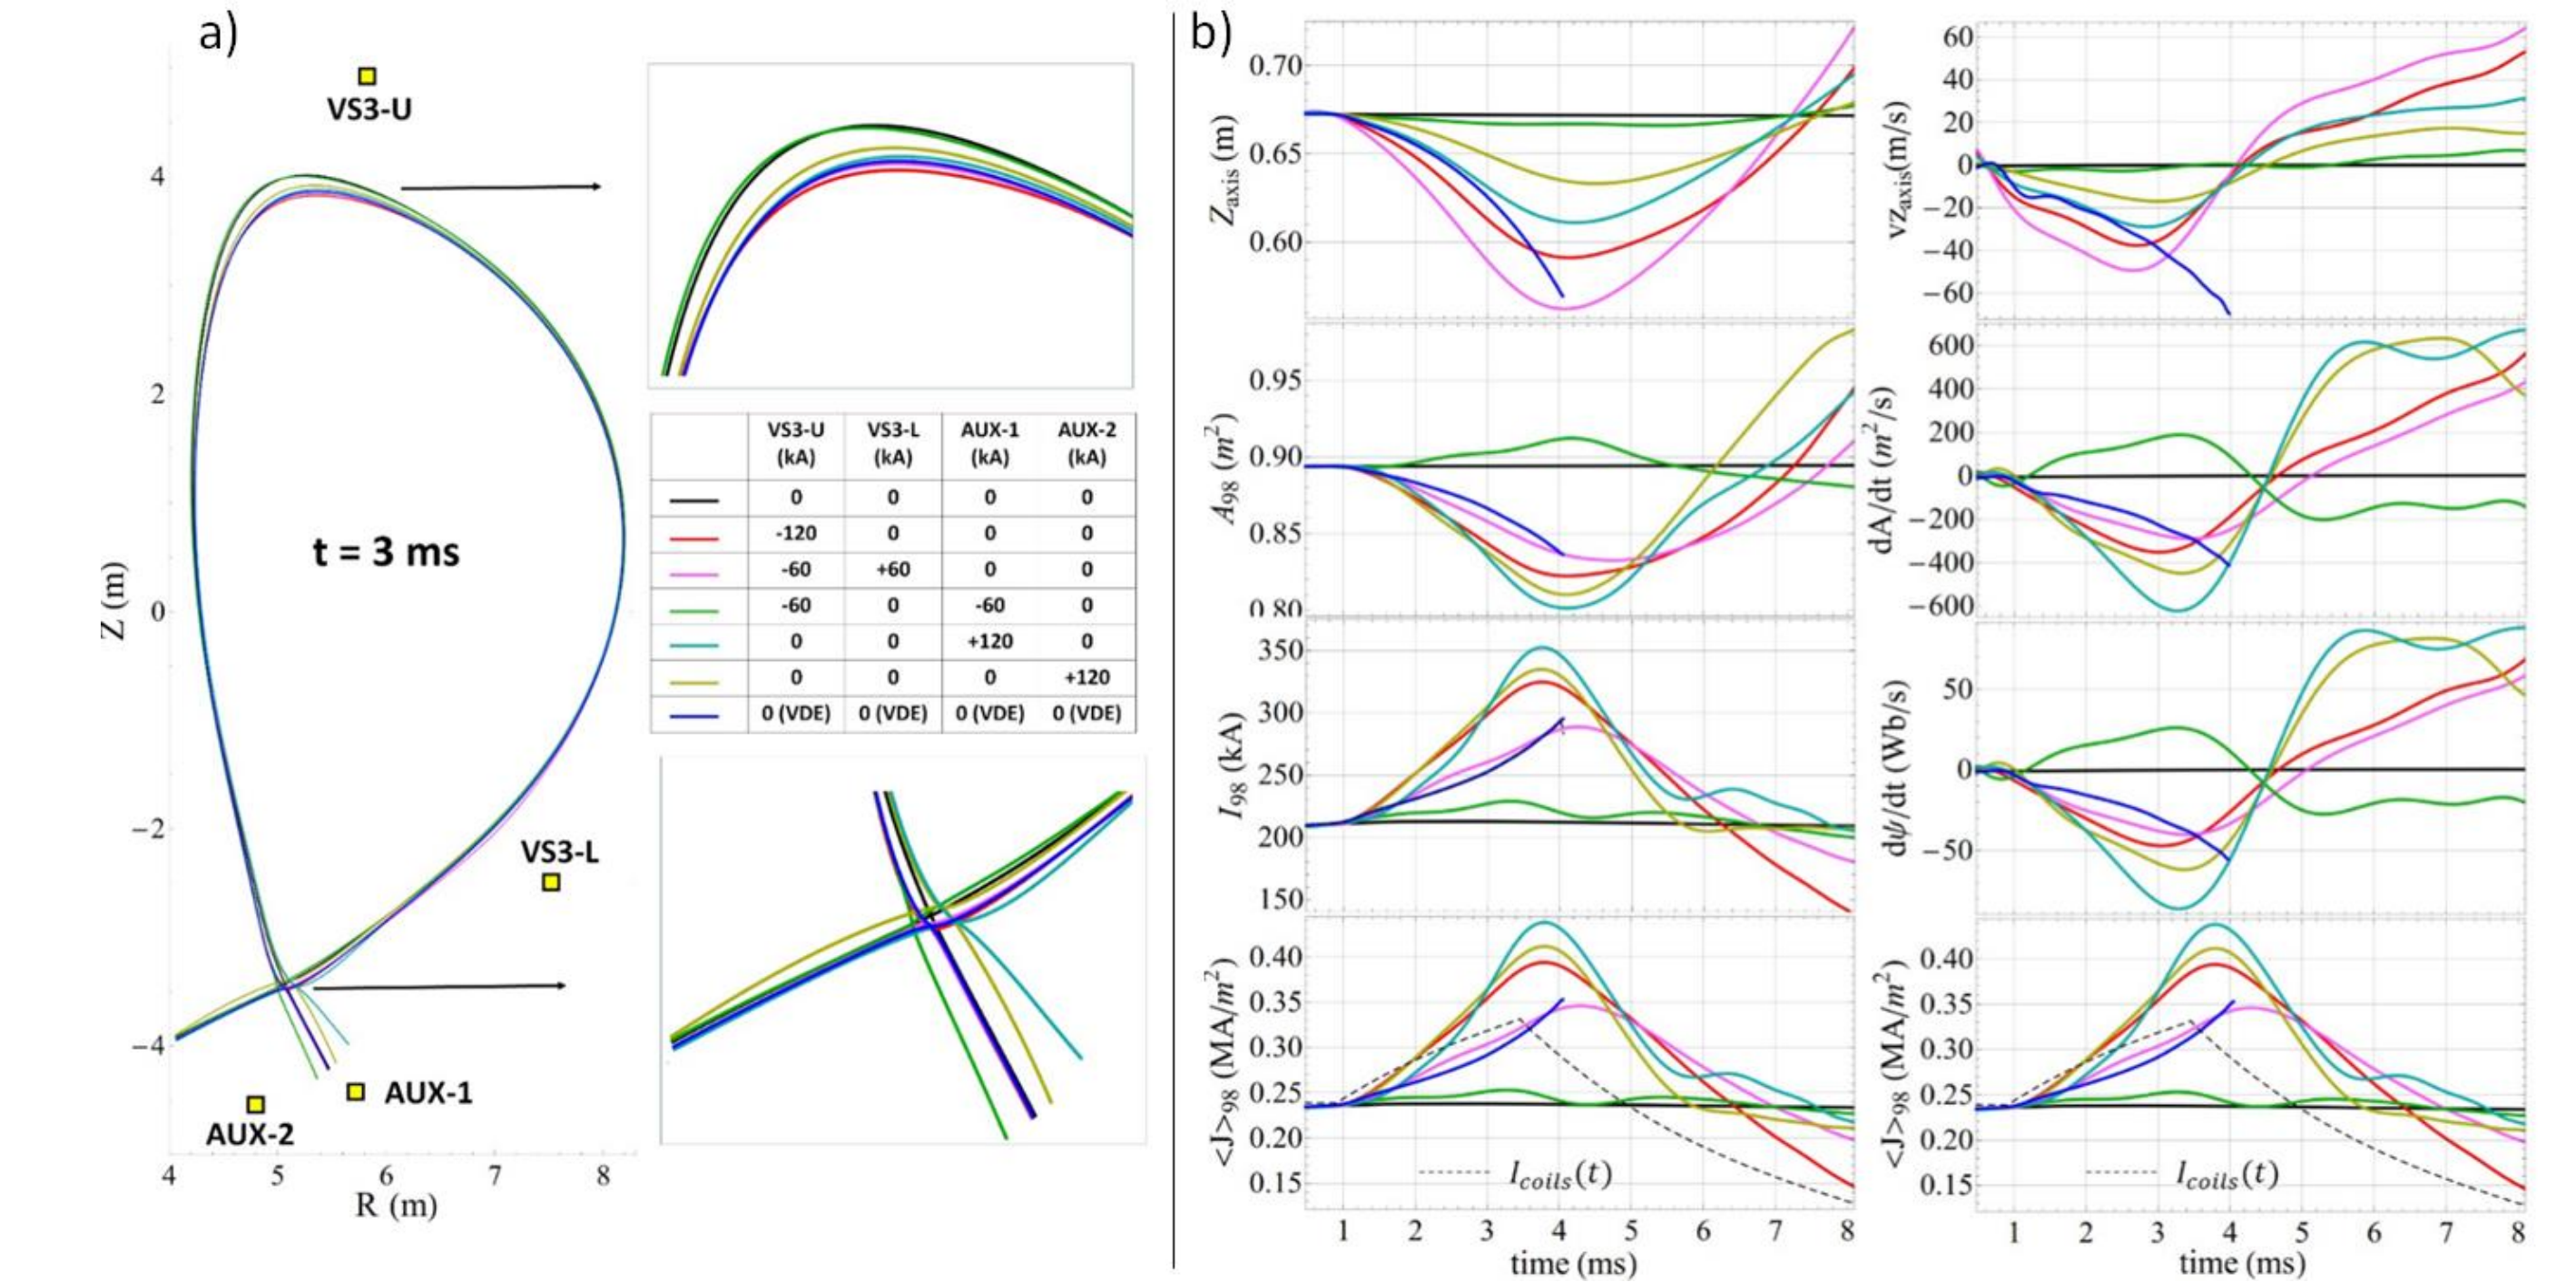 a)
VS3-U
4
2
0
−2
−4
Z (m)
t = 3 ms
VS3-L
AUX-1
AUX-2
4 5 6 7 8
R (m)
VS3-U (kA) VS3-L (kA) AUX-1 (kA) AUX-2 (kA)
0 0 0 0
-120 0 0 0
-60 +60 0 0
-60 0 -60 0
0 0 +120 0
0 0 0 +120
0 (VDE) 0 (VDE) 0 (VDE) 0 (VDE)
b)
Z_axis (m)
0.70
0.65
0.60
A_98 (m^2)
0.95
0.90
0.85
0.80
I_98 (kA)
350
300
250
200
150
<J>_98 (MA/m^2)
0.40
0.35
0.30
0.25
0.20
0.15
I_coils(t)
1 2 3 4 5 6 7 8
time (ms)
vz_axis(m/s)
60
40
20
0
−20
−40
−60
dA/dt (m^2/s)
600
400
200
0
−200
−400
−600
dψ/dt (Wb/s)
50
0
−50
<J>_98 (MA/m^2)
0.40
0.35
0.30
0.25
0.20
0.15
I_coils(t)
1 2 3 4 5 6 7 8
time (ms)